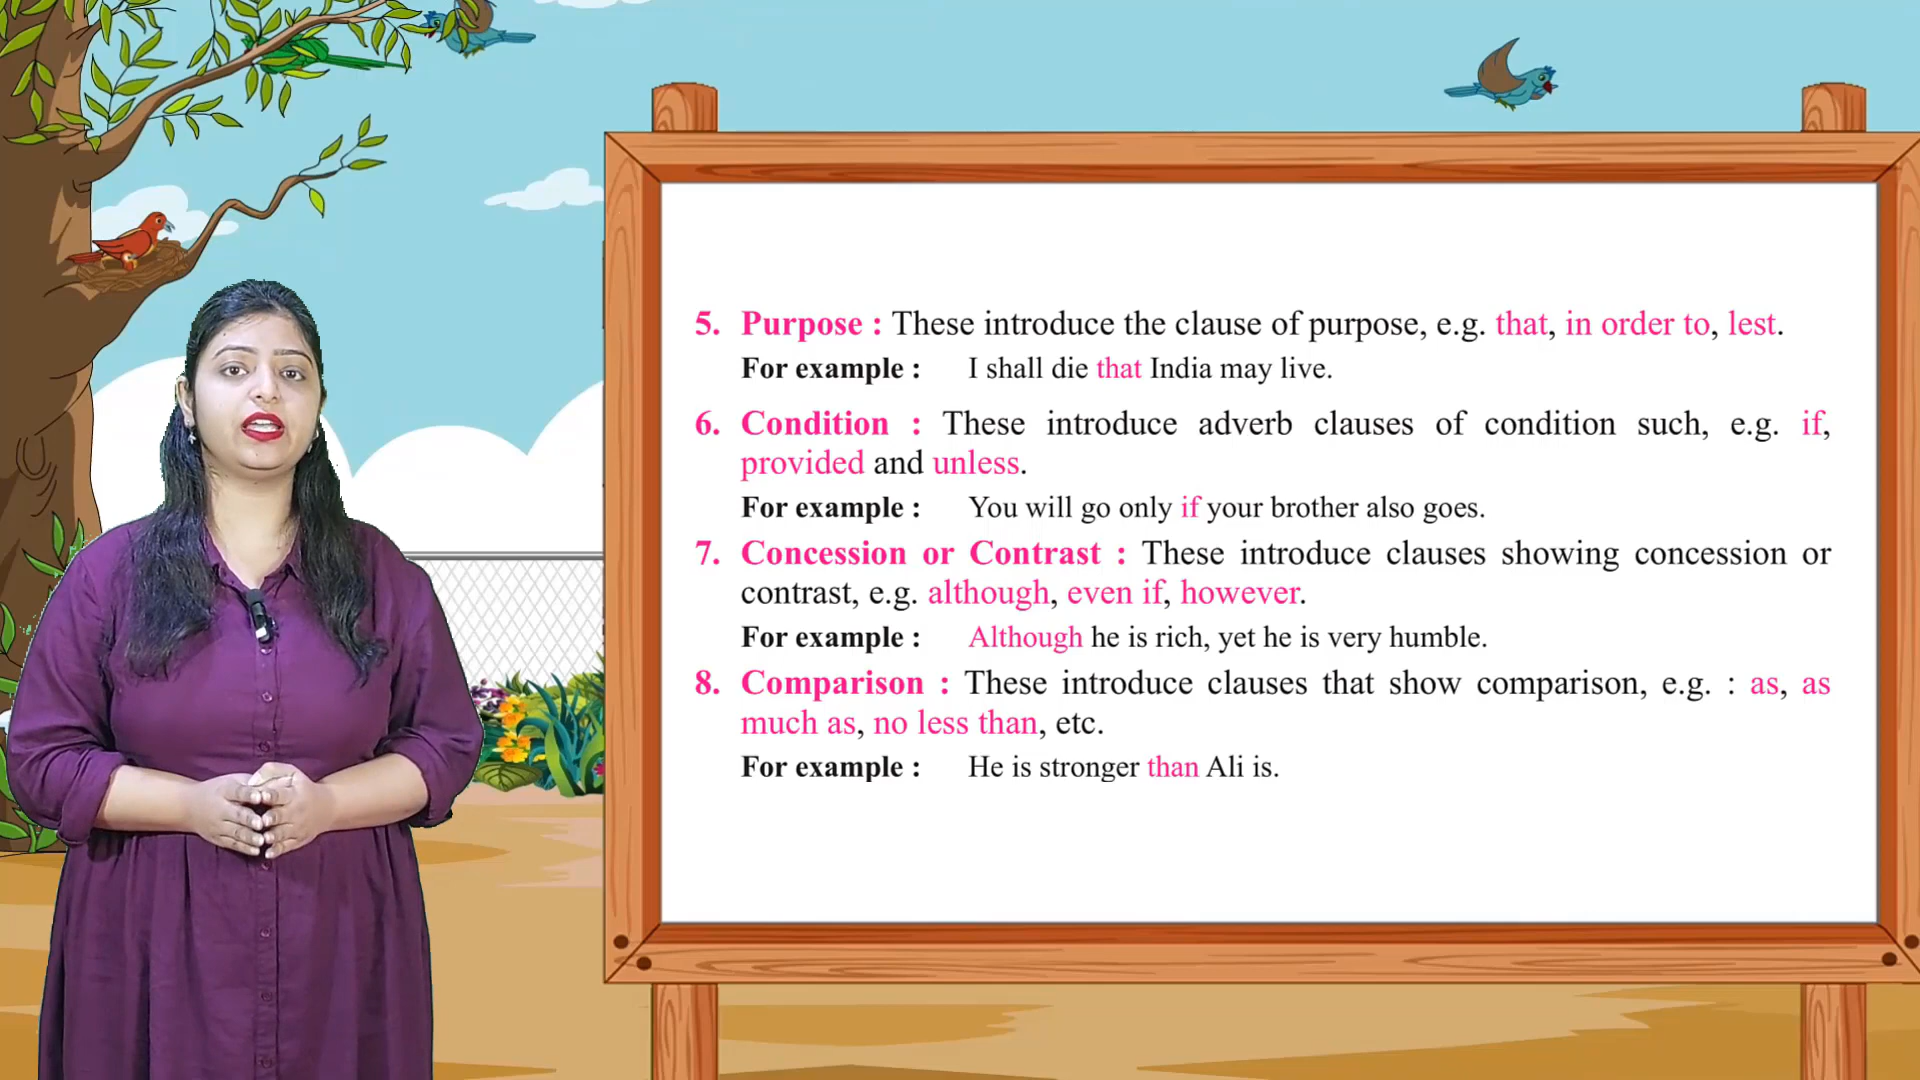 5. Purpose : These introduce the clause of purpose, e.g. that, in order to, lest.
For example : I shall die that India may live.
6. Condition : These introduce adverb clauses of condition such, e.g. if,
provided and unless.
For example : You will go only if your brother also goes.
7. Concession or Contrast : These introduce clauses showing concession or
contrast, e.g. although, even if, however.
For example : Although he is rich, yet he is very humble.
8. Comparison : These introduce clauses that show comparison, e.g. : as, as
much as, no less than, etc.
For example : He is stronger than Ali is.